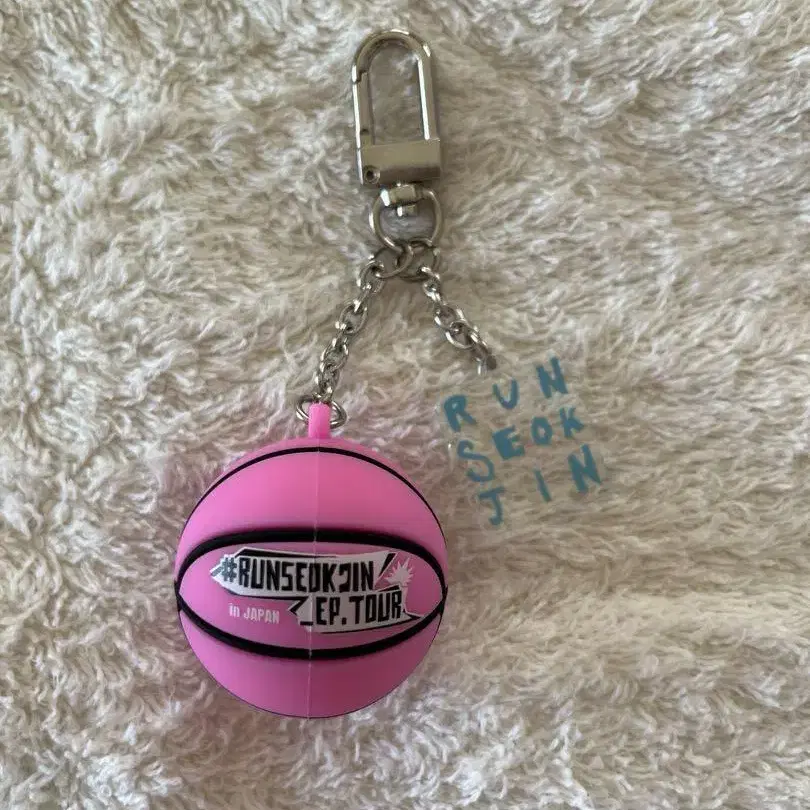 RUN
SEOK
JIN
#RUNSEOKJIN
_EP.TOUR
in JAPAN